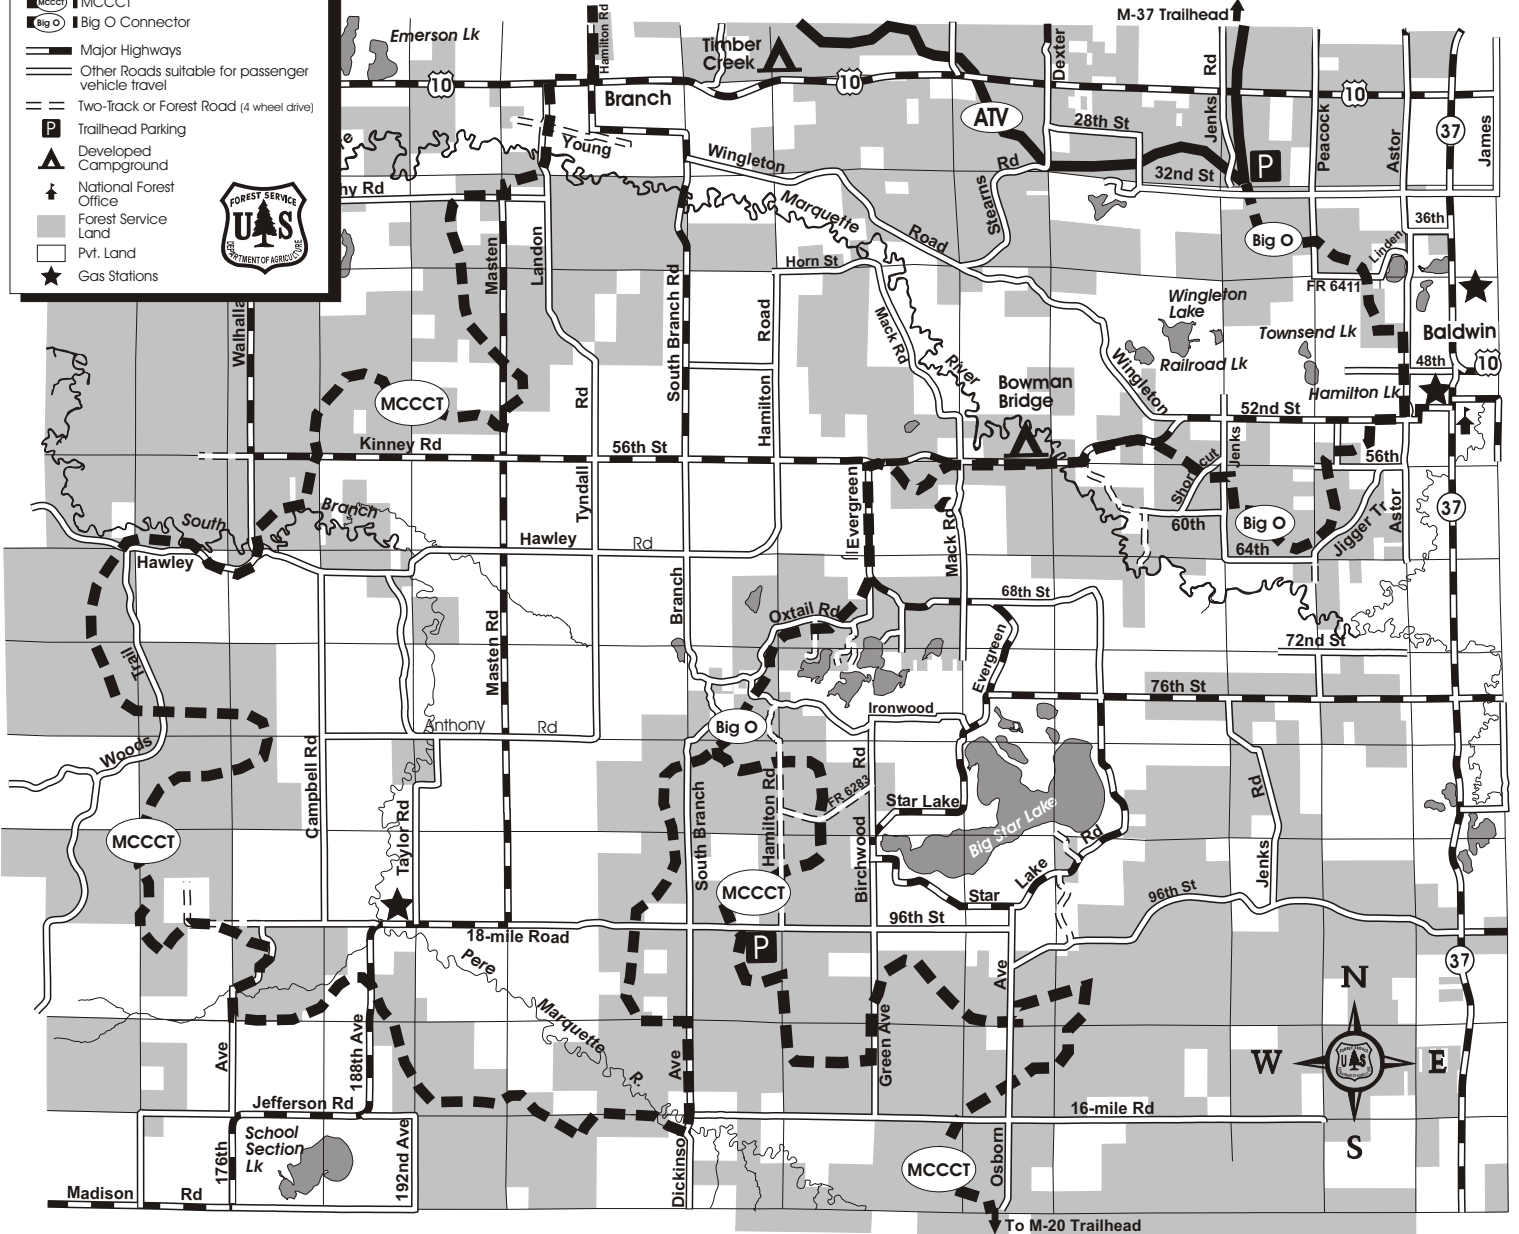 MCCCT
MCCCT
Big O
Big O Connector
Major Highways
Other Roads suitable for passenger
vehicle travel
Two-Track or Forest Road (4 wheel drive)
P
Trailhead Parking
Developed
Campground
National Forest
Office
Forest Service
Land
Pvt. Land
Gas Stations
FOREST SERVICE
U S
DEPARTMENT OF AGRICULTURE
Emerson Lk
Hamilton Rd
Timber
Creek
Dexter
M-37 Trailhead
Rd
Jenks
10
10
10
Branch
Young
ATV
28th St
32nd St
P
Peacock
Astor
37
James
hy Rd
Wingleton
Marquette
Road
Stearns
Rd
36th
Big O
Linden
FR 6411
Masten
Landon
South Branch Rd
Horn St
Road
Mack Rd
River
Wingleton
Lake
Railroad Lk
Townsend Lk
Baldwin
48th
10
Hamilton Lk
Walhalla
MCCCT
Rd
Hamilton
Bowman
Bridge
Wingleton
52nd St
Kinney Rd
56th St
Jenks
56th
Tyndall
Evergreen
Mack Rd
Shortcut
60th
Big O
64th
Jigger Tr
Astor
37
South
Branch
Hawley
Hawley
Rd
Branch
68th St
Oxtail Rd
Evergreen
72nd St
Trail
Masten Rd
76th St
Ironwood
Big O
Anthony
Rd
Woods
Campbell Rd
Taylor Rd
Rd
FR 6283
Hamilton Rd
South Branch
Star Lake
Big Star Lake
Rd
Rd
Birchwood
Jenks
MCCCT
MCCCT
Star
Lake
96th St
96th St
18-mile Road
P
Pere
Marquette
R.
37
Ave
188th Ave
Ave
Green Ave
Ave
N
W
E
S
FOREST SERVICE
U S
Jefferson Rd
16-mile Rd
School
Section
Lk
176th
192nd Ave
Dickinson
MCCCT
Osborn
Madison
Rd
To M-20 Trailhead